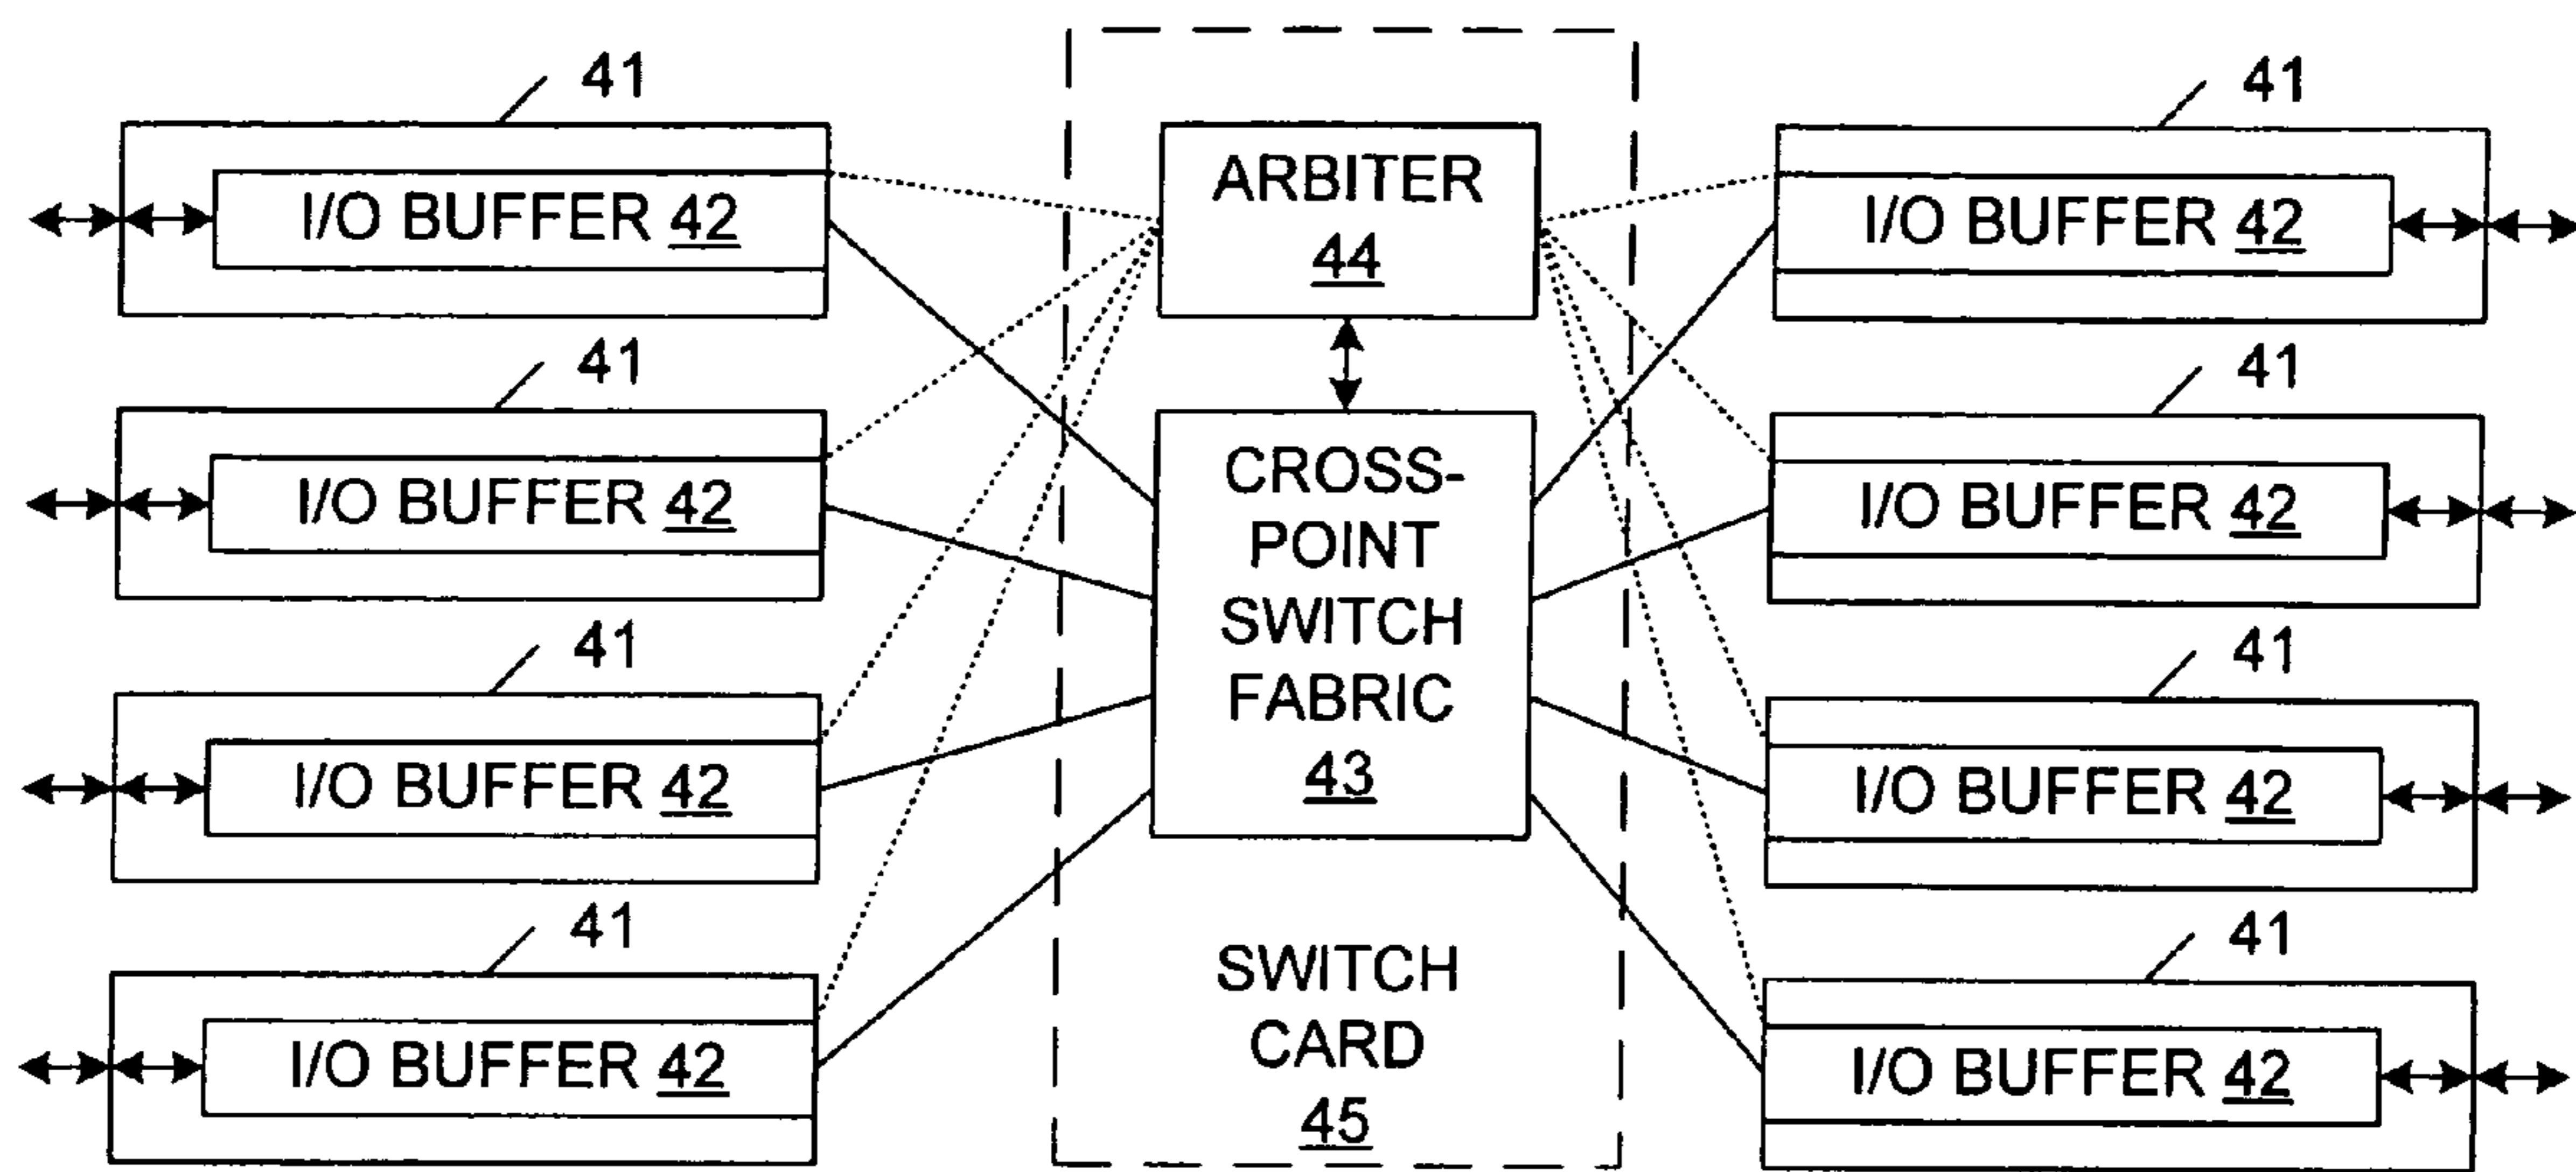 41
41
ARBITER
44
I/O BUFFER 42
I/O BUFFER 42
41
41
CROSS-
POINT
SWITCH
FABRIC
43
I/O BUFFER 42
I/O BUFFER 42
41
41
I/O BUFFER 42
I/O BUFFER 42
41
41
SWITCH
CARD
45
I/O BUFFER 42
I/O BUFFER 42